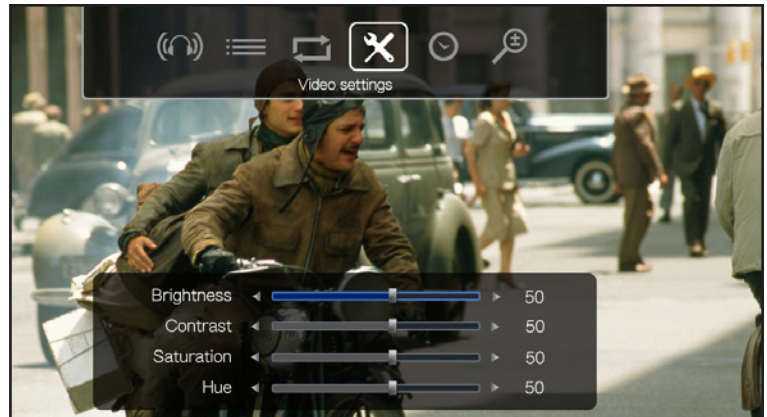 Video settings
Brightness 50
Contrast 50
Saturation 50
Hue 50